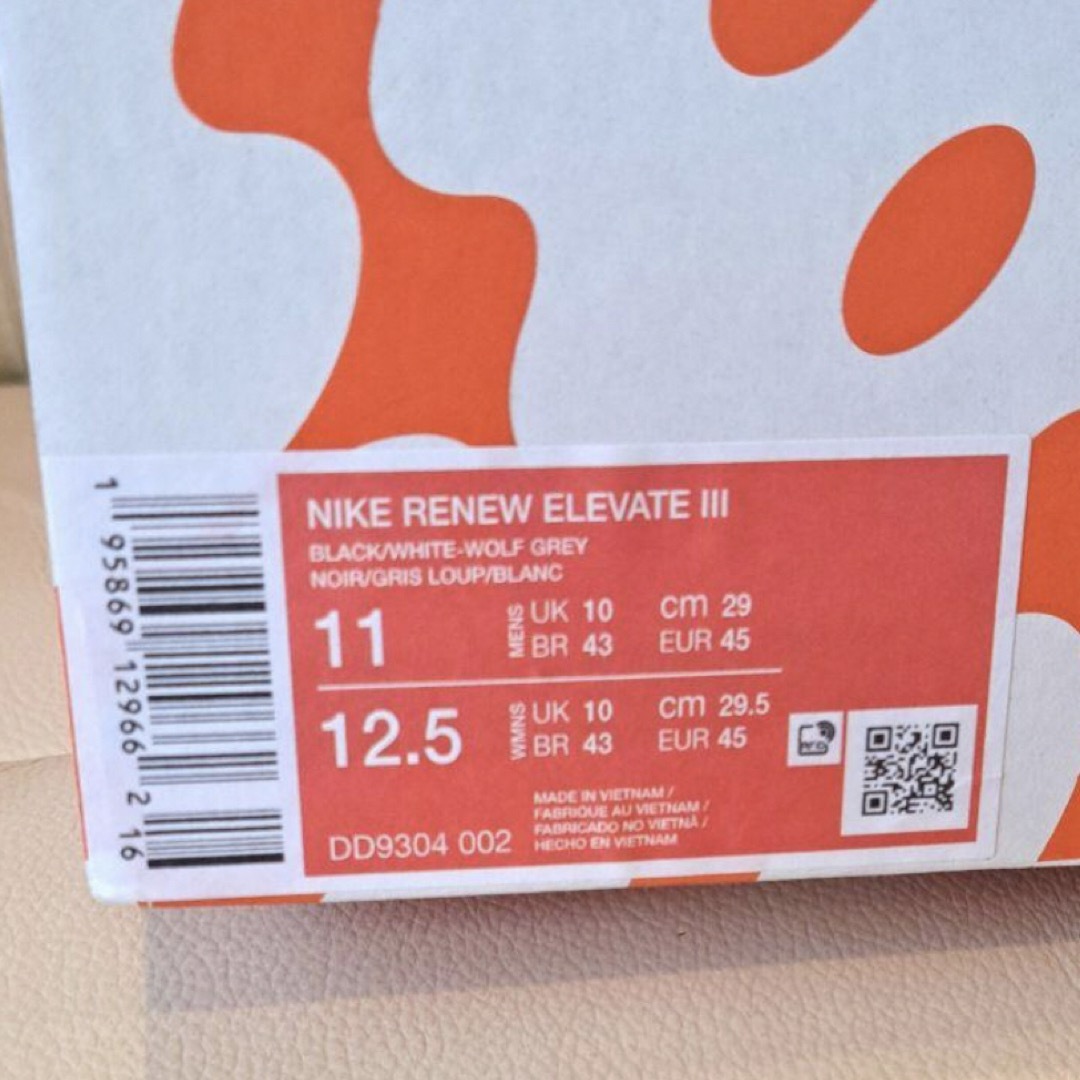 NIKE RENEW ELEVATE III
BLACK/WHITE-WOLF GREY
NOIR/GRIS LOUP/BLANC
11
MENS
UK 10 cm 29
BR 43 EUR 45
12.5
WMNS
UK 10 cm 29.5
BR 43 EUR 45
DD9304 002
MADE IN VIETNAM /
FABRIQUE AU VIETNAM /
FABRICADO NO VIETNÃ /
HECHO EN VIETNAM
RFID
1 95869 12966 2 16